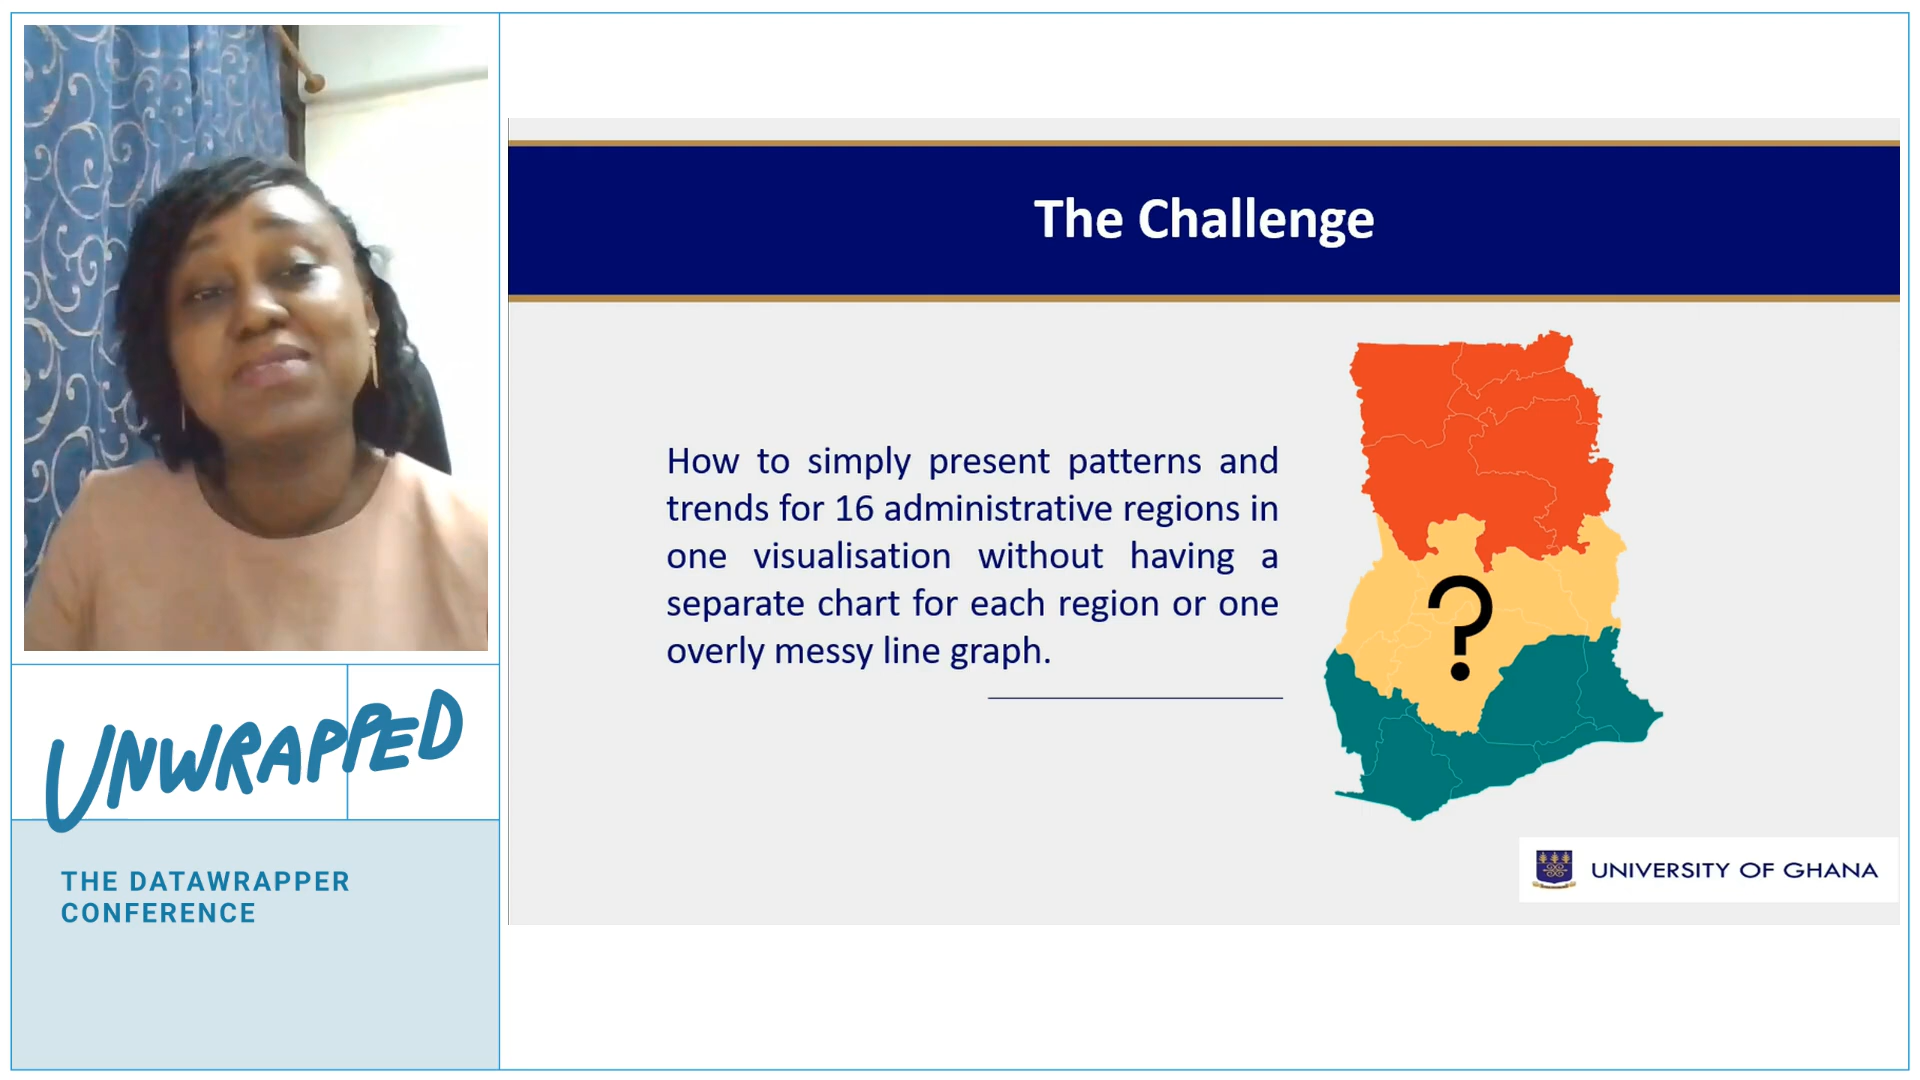 UNWRAPPED
THE DATAWRAPPER
CONFERENCE
The Challenge
How to simply present patterns and
trends for 16 administrative regions in
one visualisation without having a
separate chart for each region or one
overly messy line graph.
?
UNIVERSITY OF GHANA